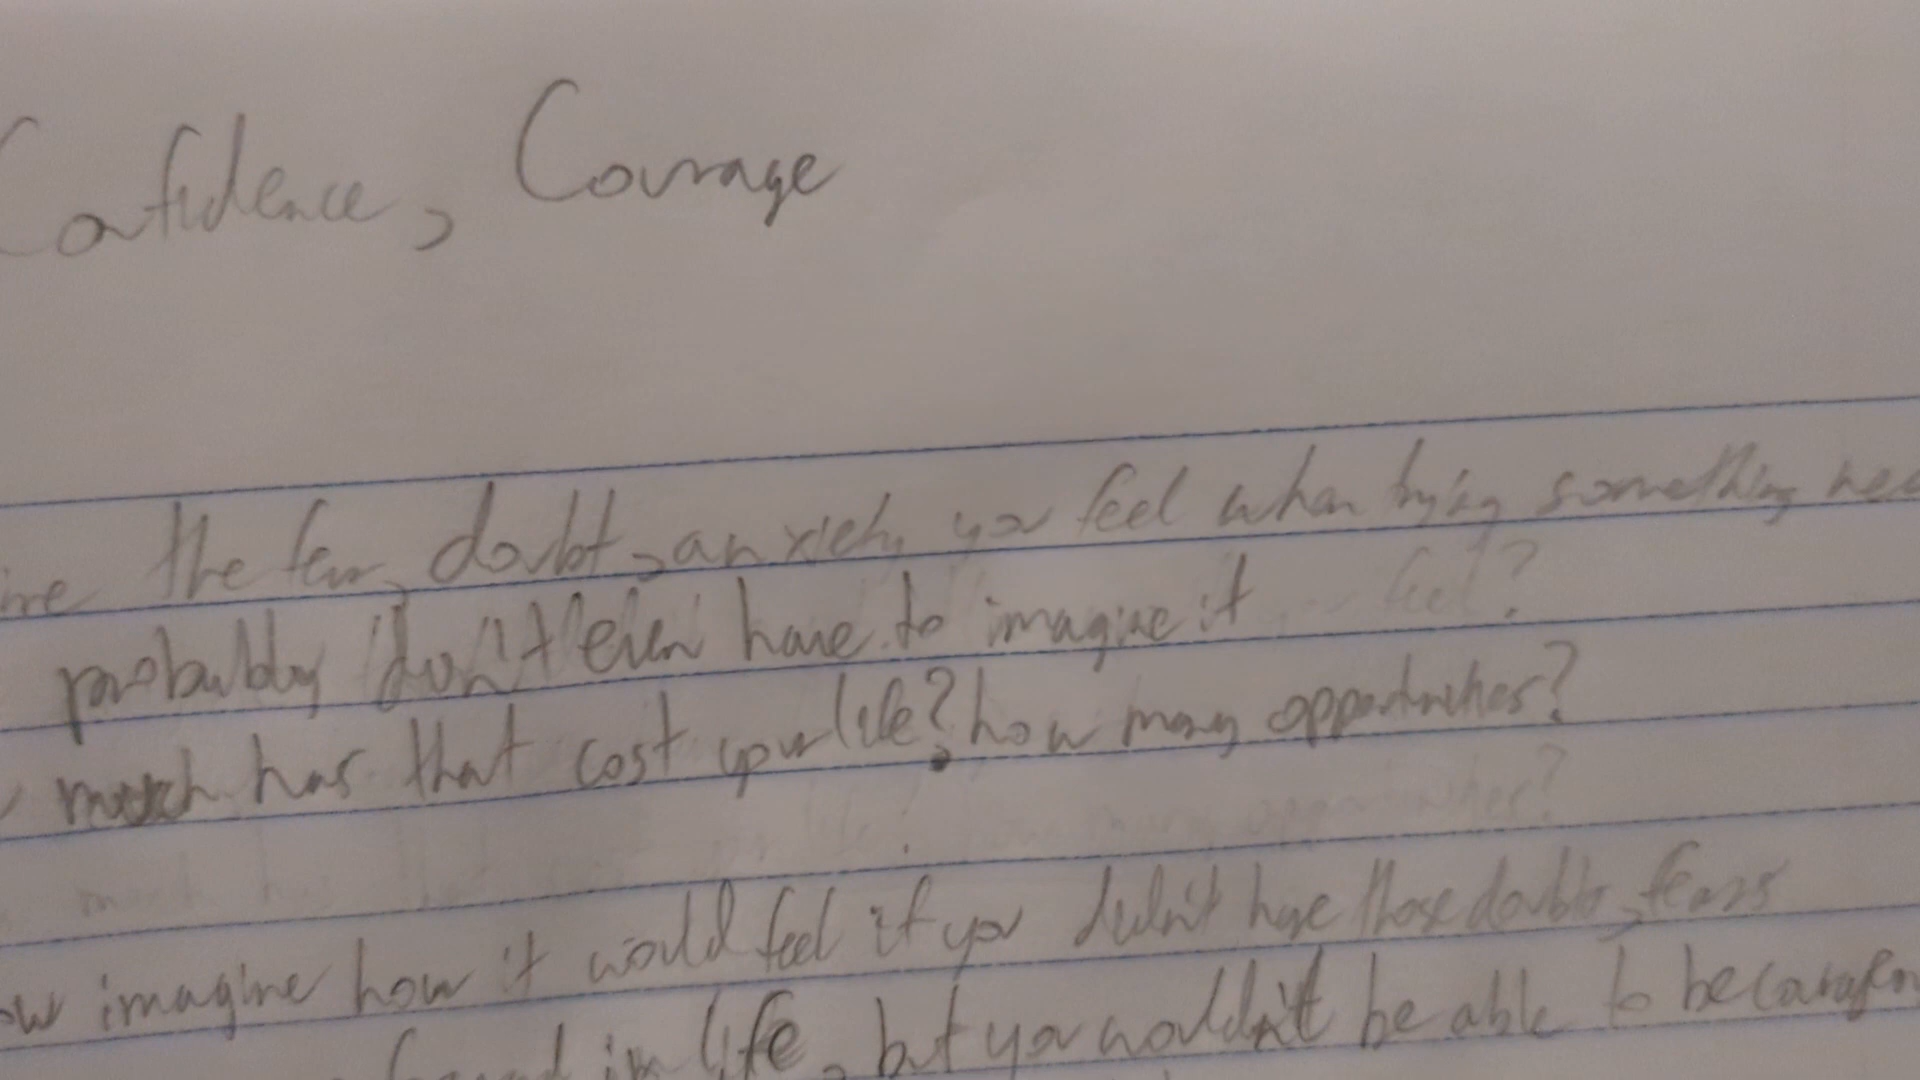 Confidence, Courage
the fear, doubt, anxiety you feel when trying something
probably don't even have to imagine it feel?
much has that cost your life? how many opportunities?
imagine how it would feel if you didn't have those doubts, fears
in life, but you wouldn't be able to be